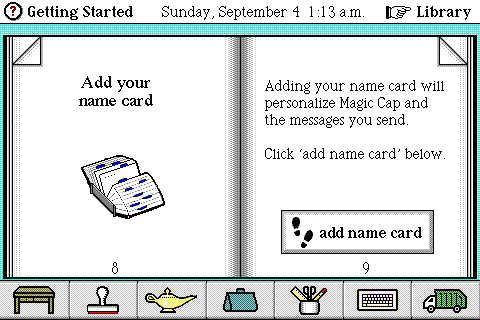 Getting Started
Sunday, September 4 1:13 a.m.
Library
Add your
name card
8
Adding your name card will
personalize Magic Cap and
the messages you send.
Click ‘add name card’ below.
add name card
9